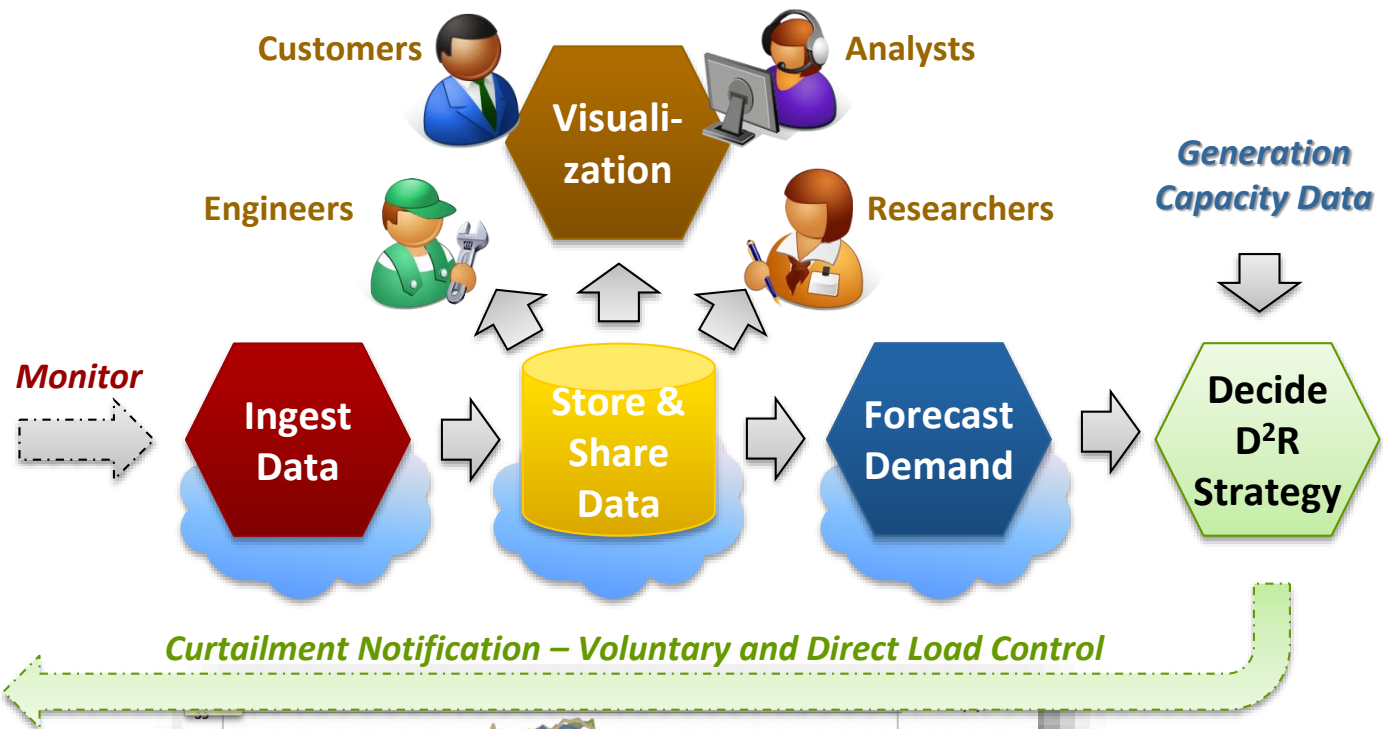 Customers
Analysts
Visuali-
zation
Generation
Capacity Data
Engineers
Researchers
Monitor
Ingest
Data
Store &
Share
Data
Forecast
Demand
Decide
D²R
Strategy
Curtailment Notification – Voluntary and Direct Load Control